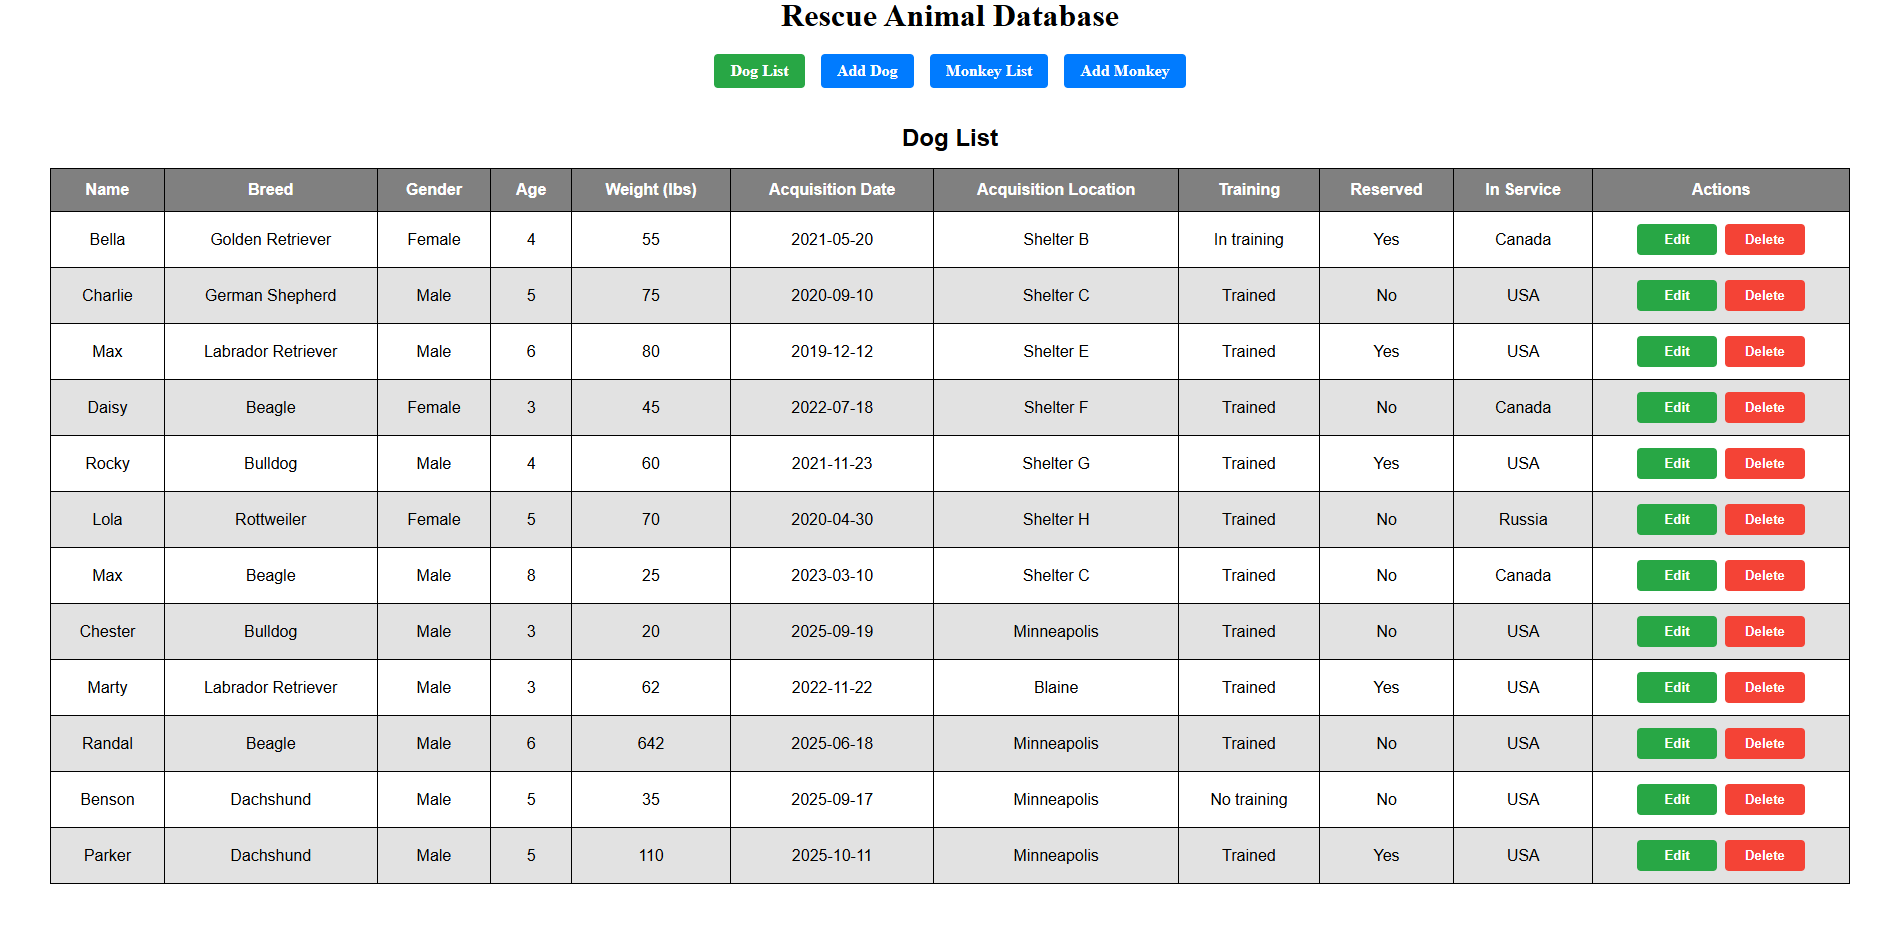 Rescue Animal Database
Dog List Add Dog Monkey List Add Monkey
Dog List
Name Breed Gender Age Weight (lbs) Acquisition Date Acquisition Location Training Reserved In Service Actions
Bella Golden Retriever Female 4 55 2021-05-20 Shelter B In training Yes Canada Edit Delete
Charlie German Shepherd Male 5 75 2020-09-10 Shelter C Trained No USA Edit Delete
Max Labrador Retriever Male 6 80 2019-12-12 Shelter E Trained Yes USA Edit Delete
Daisy Beagle Female 3 45 2022-07-18 Shelter F Trained No Canada Edit Delete
Rocky Bulldog Male 4 60 2021-11-23 Shelter G Trained Yes USA Edit Delete
Lola Rottweiler Female 5 70 2020-04-30 Shelter H Trained No Russia Edit Delete
Max Beagle Male 8 25 2023-03-10 Shelter C Trained No Canada Edit Delete
Chester Bulldog Male 3 20 2025-09-19 Minneapolis Trained No USA Edit Delete
Marty Labrador Retriever Male 3 62 2022-11-22 Blaine Trained Yes USA Edit Delete
Randal Beagle Male 6 642 2025-06-18 Minneapolis Trained No USA Edit Delete
Benson Dachshund Male 5 35 2025-09-17 Minneapolis No training No USA Edit Delete
Parker Dachshund Male 5 110 2025-10-11 Minneapolis Trained Yes USA Edit Delete